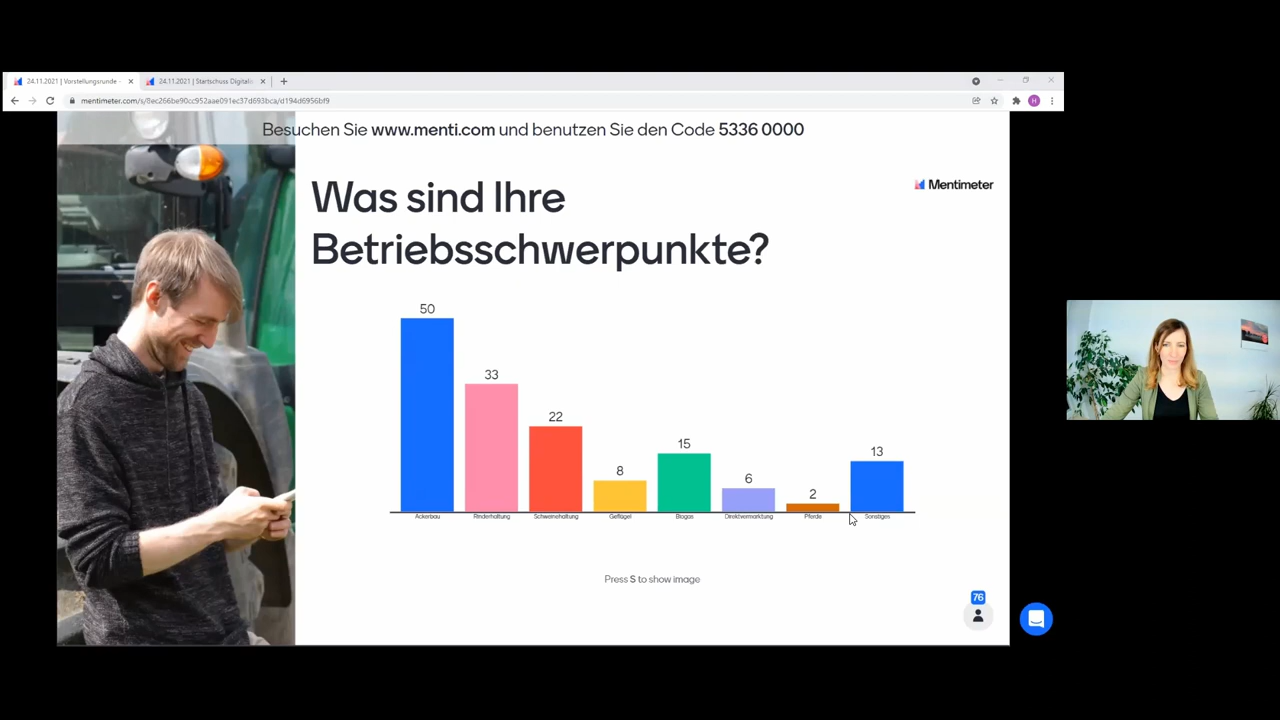 24.11.2021 | Vorstellungsrunde -
24.11.2021 | Startschuss Digitalis
mentimeter.com/s/8ec266be90cc952aae091ec37d693bca/d194d6956bf9
H
Besuchen Sie www.menti.com und benutzen Sie den Code 5336 0000
Mentimeter
Was sind Ihre
Betriebsschwerpunkte?
50
33
22
8
15
6
2
13
Ackerbau
Rinderhaltung
Schweinehaltung
Geflügel
Biogas
Direktvermarktung
Pferde
Sonstiges
Press S to show image
76